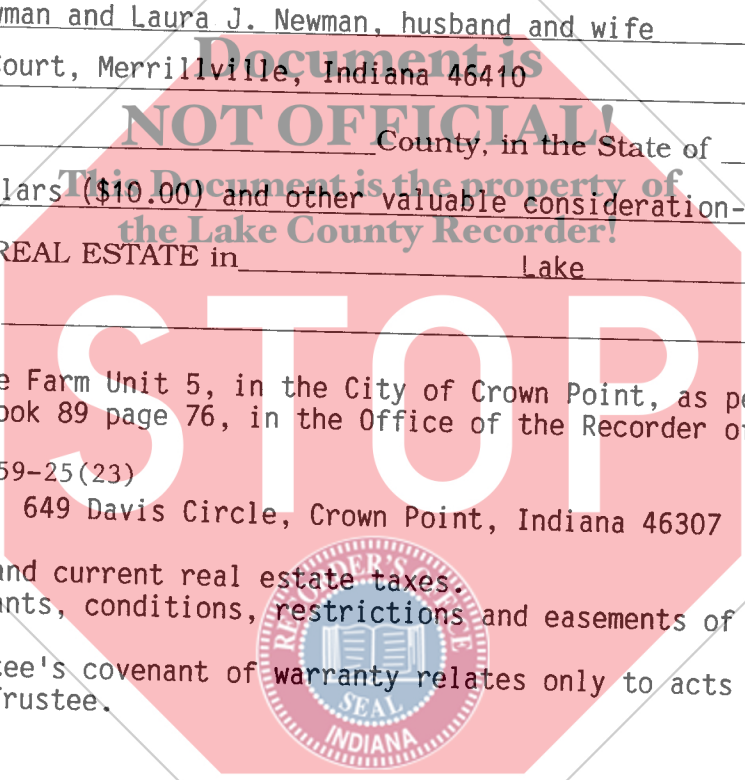 wman and Laura J. Newman, husband and wife
Document is
Court, Merrillville, Indiana 46410
NOT OFFICIAL!
County, in the State of
This Document is the property of
llars ($10.00) and other valuable consideration-
the Lake County Recorder!
REAL ESTATE in Lake
STOP
e Farm Unit 5, in the City of Crown Point, as pe
ook 89 page 76, in the Office of the Recorder of
59-25(23)
649 Davis Circle, Crown Point, Indiana 46307
and current real estate taxes.
ants, conditions, restrictions and easements of
RECORDER'S OFFICE
tee's covenant of warranty relates only to acts
Trustee.
SEAL
INDIANA